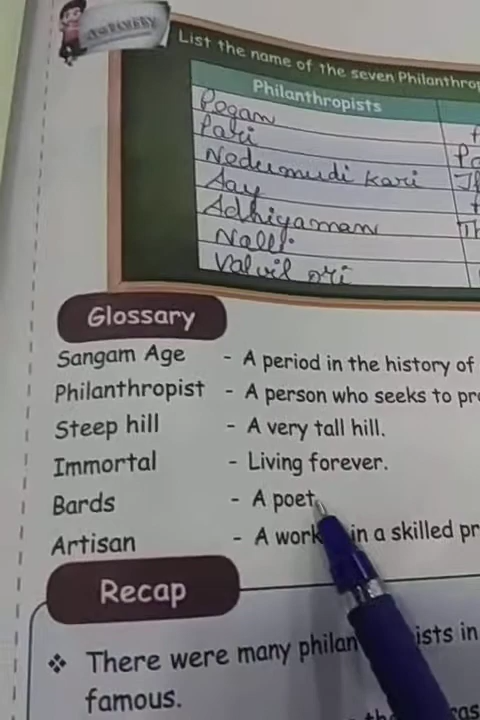 List the name of the seven Philanthrop
Philanthropists
Pegan
Pari
Nedumudi kari
Aay
Adhiyaman
Nalli.
Valvil ori
Glossary
Sangam Age - A period in the history of
Philanthropist - A person who seeks to pr
Steep hill - A very tall hill.
Immortal - Living forever.
Bards - A poet
Artisan - A work in a skilled pr
Recap
❖ There were many philan ists in
famous.